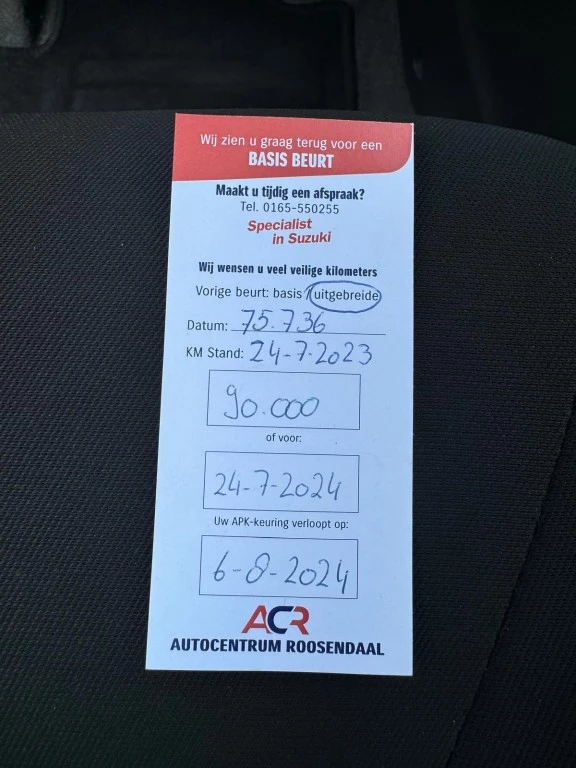 Wij zien u graag terug voor een
BASIS BEURT
Maakt u tijdig een afspraak?
Tel. 0165-550255
Specialist
in Suzuki
Wij wensen u veel veilige kilometers
Vorige beurt: basis / uitgebreide
Datum: 75.736
KM Stand: 24-7-2023
90.000
of voor:
24-7-2024
Uw APK-keuring verloopt op:
6-8-2024
ACR
AUTOCENTRUM ROOSENDAAL